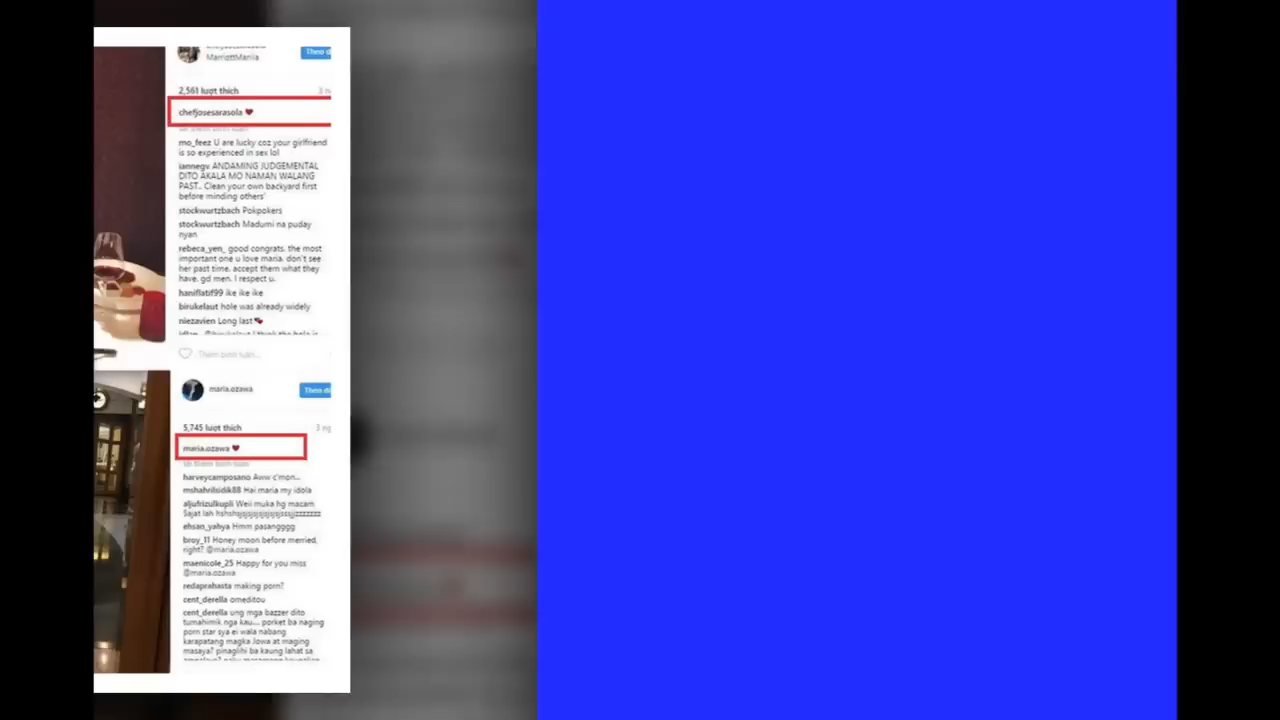 MarriottManila
Theo d
2,561 lượt thích
3 n
chefjosesarasola
mo_feez U are lucky coz your girlfriend
is so experienced in sex lol
iannegv ANDAMING JUDGEMENTAL
DITO AKALA MO NAMAN WALANG
PAST.. Clean your own backyard first
before minding others'
stockwurtzbach Pokpokers
stockwurtzbach Madumi na puday
nyan
rebeca_yen_ good congrats. the most
important one u love maria. don't see
her past time. accept them what they
have. gd men. I respect u.
haniflatif99 ike ike ike
birukelaut hole was already widely
niezavien Long last
maria.ozawa
Theo d
5,745 lượt thích
3 ng
maria.ozawa
harveycamposano Aww c'mon...
mshahrilsidik88 Hai maria my idola
aljufrizulkupli Weii muka hg macam
ehsan_yahya Hmm pasangggg
broy_11 Honey moon before merried,
right? @maria.ozawa
maenicole_25 Happy for you miss
@maria.ozawa
redaprahasta making porn?
cent_derella omeditou
cent_derella ung mga bazzer dito
tumahimik nga kau.... porket ba naging
porn star sya ei wala nabang
karapatang magka Jowa at maging
masaya? pinaglihi ba kaung lahat sa